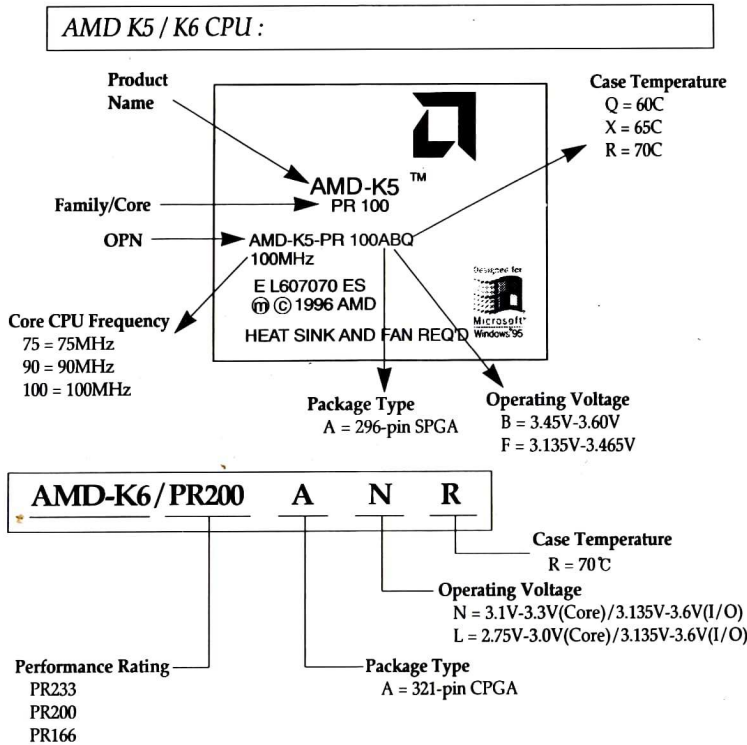 AMD K5 / K6 CPU :
Product
Name
Case Temperature
Q = 60C
X = 65C
R = 70C
AMD-K5 ™
PR 100
Family/Core
OPN
AMD-K5-PR 100ABQ
100MHz
E L607070 ES
ⓜ © 1996 AMD
HEAT SINK AND FAN REQ'D
Designed for
Microsoft
Windows 95
Core CPU Frequency
75 = 75MHz
90 = 90MHz
100 = 100MHz
Package Type
A = 296-pin SPGA
Operating Voltage
B = 3.45V-3.60V
F = 3.135V-3.465V
AMD-K6/PR200 A N R
Case Temperature
R = 70℃
Operating Voltage
N = 3.1V-3.3V(Core)/3.135V-3.6V(I/O)
L = 2.75V-3.0V(Core)/3.135V-3.6V(I/O)
Performance Rating
PR233
PR200
PR166
Package Type
A = 321-pin CPGA